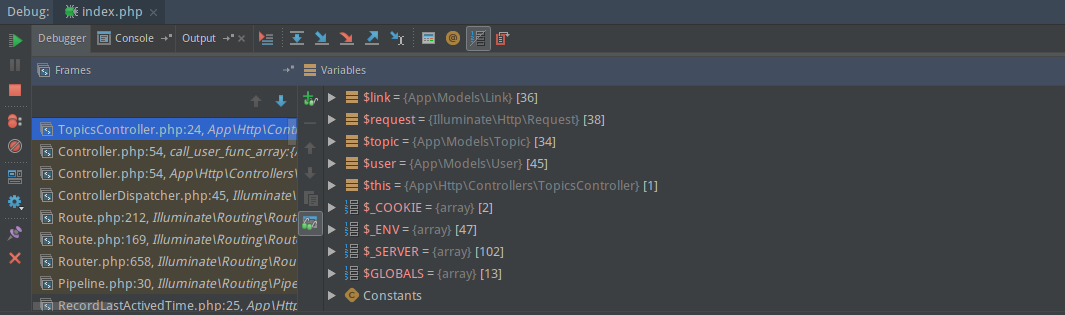 Debug: index.php
Debugger Console Output
Frames Variables
TopicsController.php:24, App\Http\Cont
Controller.php:54, call_user_func_array:{
Controller.php:54, App\Http\Controllers\
ControllerDispatcher.php:45, Illuminate\
Route.php:212, Illuminate\Routing\Rout
Route.php:169, Illuminate\Routing\Rout
Router.php:658, Illuminate\Routing\Rou
Pipeline.php:30, Illuminate\Routing\Pipe
RecordLastActivedTime.php:25, App\Http
$link = {App\Models\Link} [36]
$request = {Illuminate\Http\Request} [38]
$topic = {App\Models\Topic} [34]
$user = {App\Models\User} [45]
$this = {App\Http\Controllers\TopicsController} [1]
$_COOKIE = {array} [2]
$_ENV = {array} [47]
$_SERVER = {array} [102]
$GLOBALS = {array} [13]
Constants